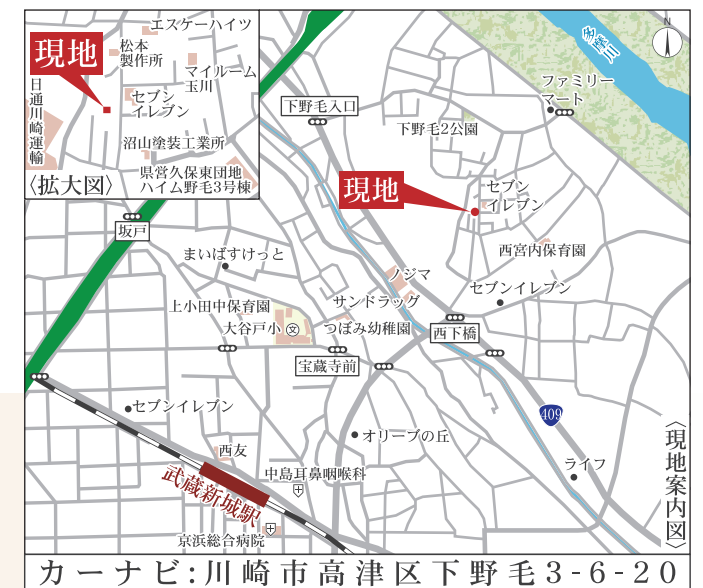 エスケーハイツ
松本
製作所
現地
マイルーム
玉川
日通川崎運輸
セブン
イレブン
沼山塗装工業所
県営久保東団地
ハイム野毛3号棟
〈拡大図〉
N
多摩川
ファミリー
マート
下野毛入口
下野毛2公園
現地
セブン
イレブン
坂戸
西宮内保育園
まいばすけっと
ノジマ
セブンイレブン
サンドラッグ
上小田中保育園
大谷戸小
文
つぼみ幼稚園
西下橋
宝蔵寺前
409
セブンイレブン
オリーブの丘
〈現地案内図〉
西友
中島耳鼻咽喉科
ライフ
武蔵新城駅
京浜総合病院
カーナビ:川崎市高津区下野毛3-6-20